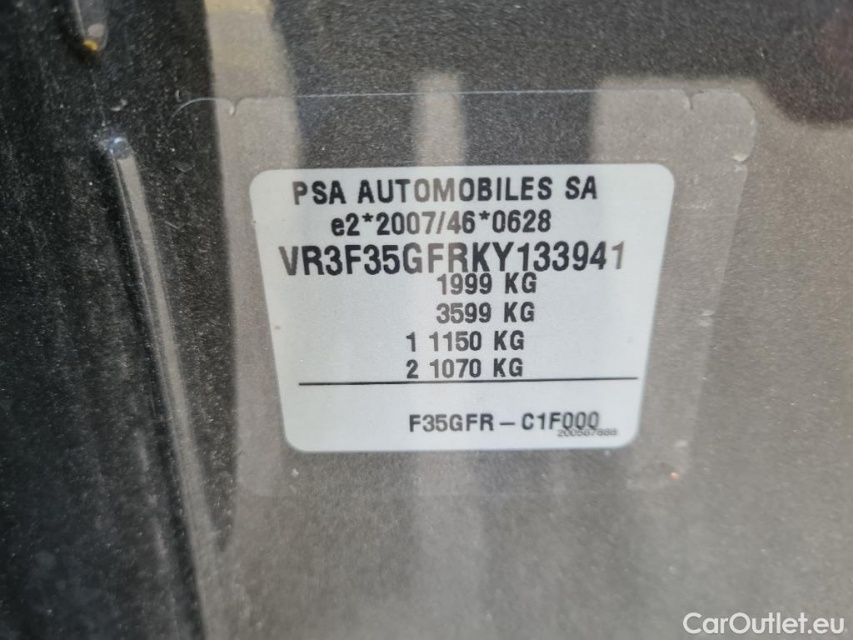 PSA AUTOMOBILES SA
e2*2007/46*0628
VR3F35GFRKY133941
1999 KG
3599 KG
1 1150 KG
2 1070 KG
F35GFR – C1F000
CarOutlet.eu